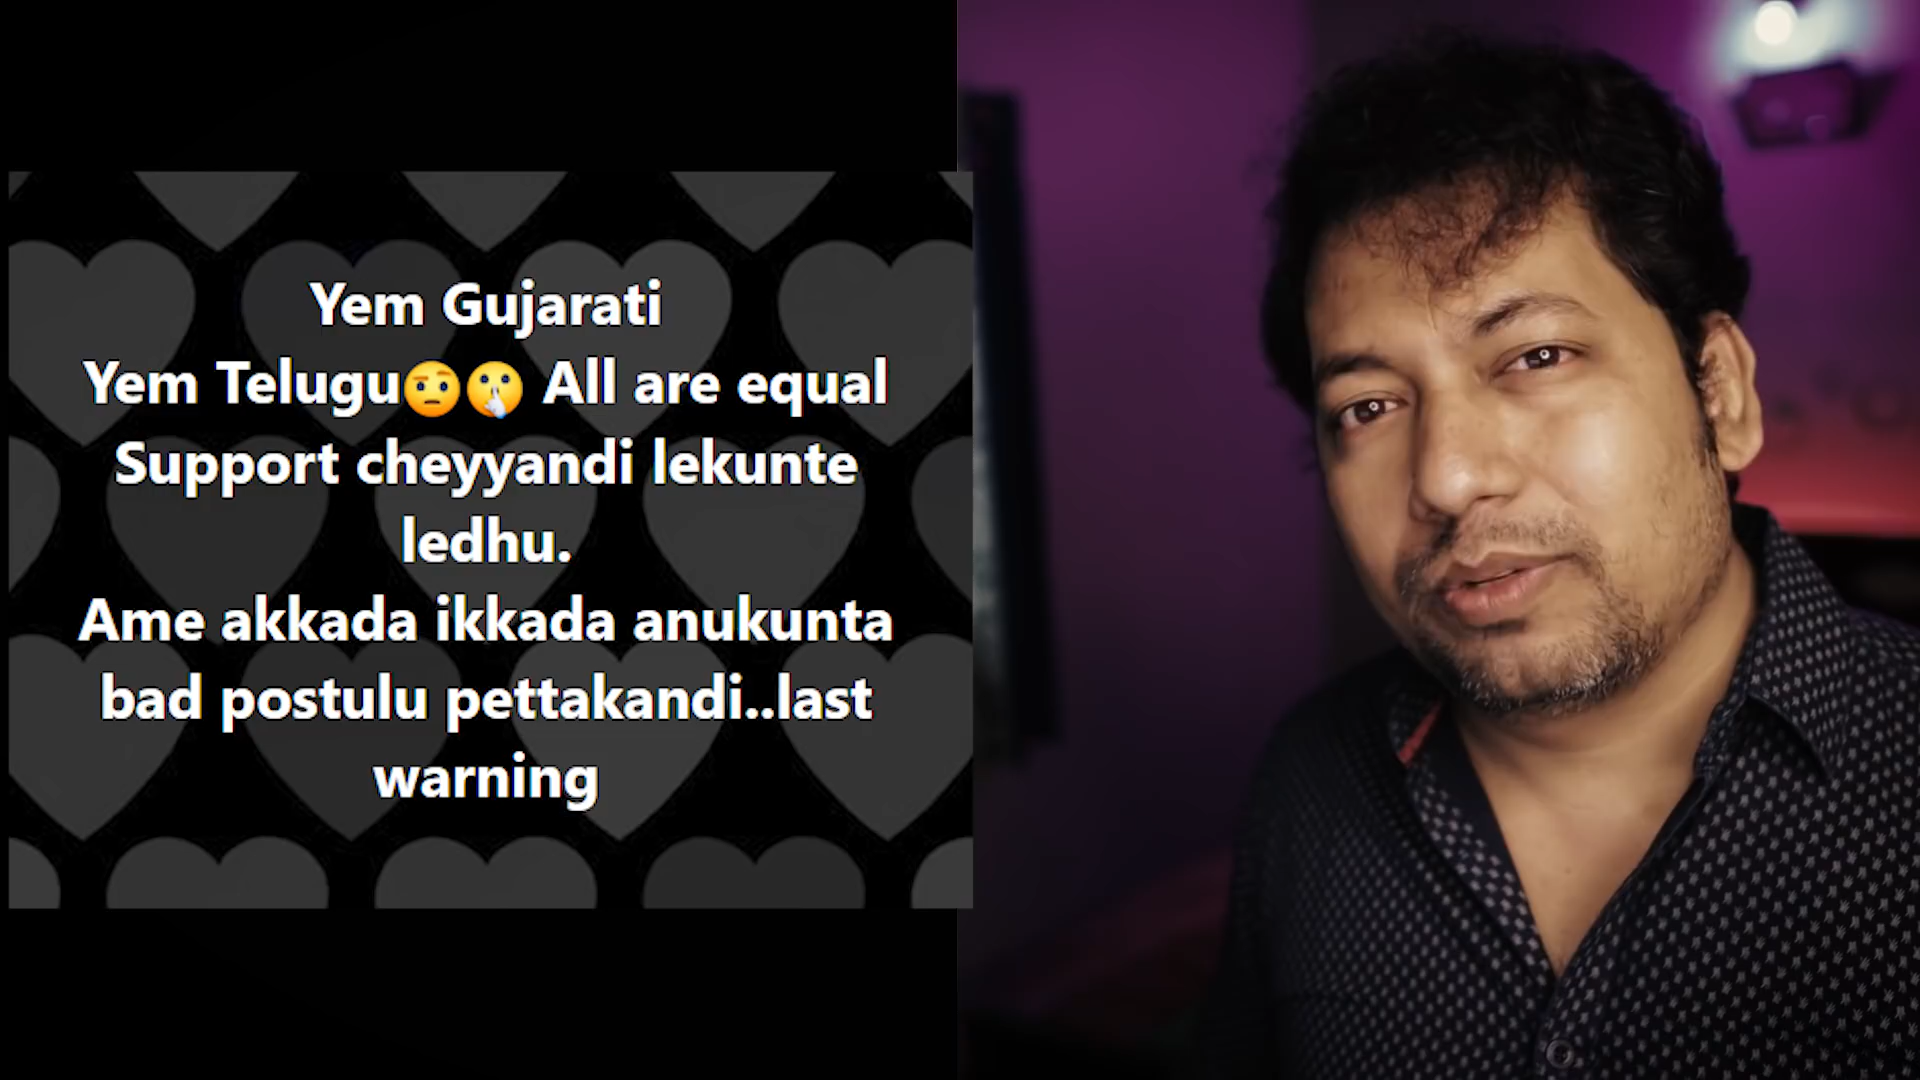 Yem Gujarati
Yem Telugu🤨🤫 All are equal
Support cheyyandi lekunte
ledhu.
Ame akkada ikkada anukunta
bad postulu pettakandi..last
warning